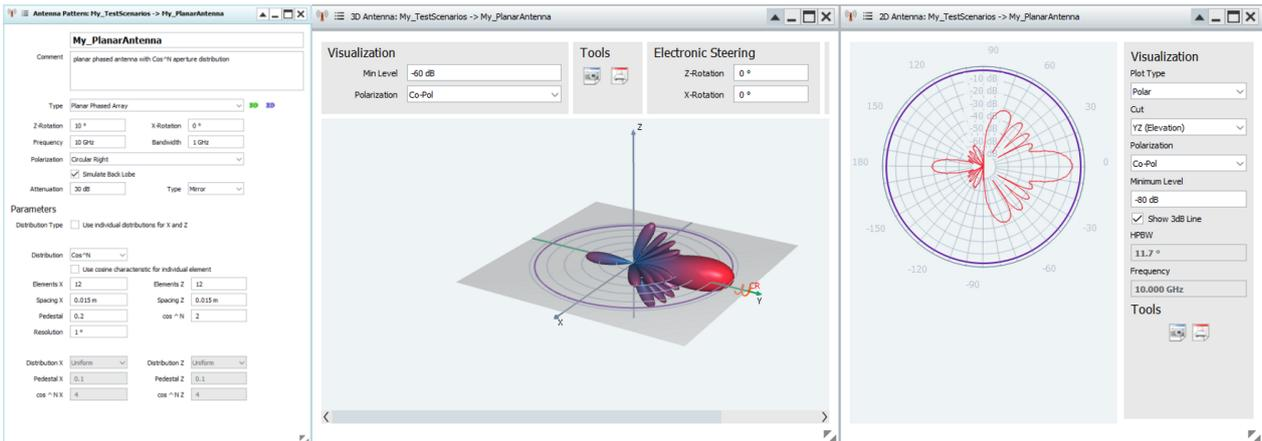 Antenna Pattern: My_TestScenarios -> My_PlanarAntenna
My_PlanarAntenna
Comment planar phased antenna with Cos^N aperture distribution
Type Planar Phased Array 3D 2D
Z-Rotation 10 ° X-Rotation 0 °
Frequency 10 GHz Bandwidth 1 GHz
Polarization Circular Right
Simulate Back Lobe
Attenuation 30 dB Type Mirror
Parameters
Distribution Type Use individual distributions for X and Z
Distribution Cos^N
Use cosine characteristic for individual element
Elements X 12 Elements Z 12
Spacing X 0.015 m Spacing Z 0.015 m
Pedestal 0.2 cos ^ N 2
Resolution 1 °
Distribution X Uniform Distribution Z Uniform
Pedestal X 0.1 Pedestal Z 0.1
cos ^ N X 4 cos ^ N Z 4
3D Antenna: My_TestScenarios -> My_PlanarAntenna
Visualization
Min Level -60 dB
Polarization Co-Pol
Tools
Electronic Steering
Z-Rotation 0 °
X-Rotation 0 °
Z
CR
Y
X
2D Antenna: My_TestScenarios -> My_PlanarAntenna
90
120 60
-10 dB
-20 dB
-30 dB
150 30
-40 dB
-50 dB
180 0
-150 -30
-120 -60
-90
Visualization
Plot Type
Polar
Cut
YZ (Elevation)
Polarization
Co-Pol
Minimum Level
-80 dB
Show 3dB Line
HPBW
11.7 °
Frequency
10.000 GHz
Tools